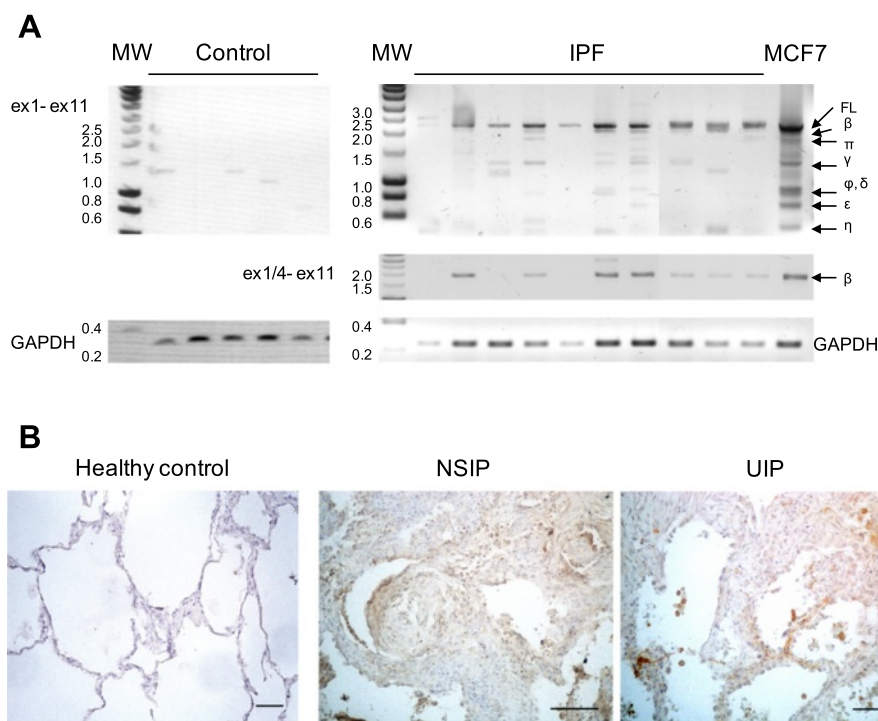 A
MW Control MW IPF MCF7
ex1- ex11
2.5
2.0
1.5
1.0
0.8
0.6
3.0
2.5
2.0
1.5
1.0
0.8
0.6
FL
β
π
γ
φ, δ
ε
η
ex1/4- ex11
2.0
1.5
β
GAPDH
0.4
0.2
0.4
0.2
GAPDH
B
Healthy control NSIP UIP